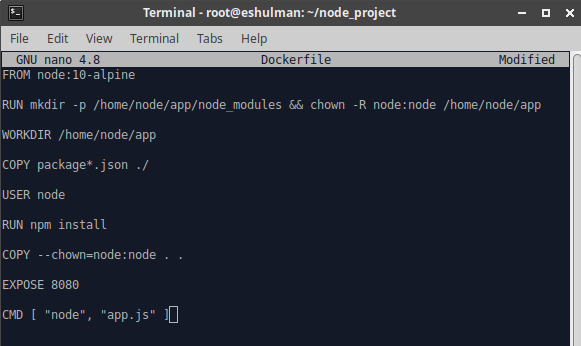 Terminal - root@eshulman: ~/node_project
File Edit View Terminal Tabs Help
GNU nano 4.8 Dockerfile Modified
FROM node:10-alpine
RUN mkdir -p /home/node/app/node_modules && chown -R node:node /home/node/app
WORKDIR /home/node/app
COPY package*.json ./
USER node
RUN npm install
COPY --chown=node:node . .
EXPOSE 8080
CMD [ "node", "app.js" ]